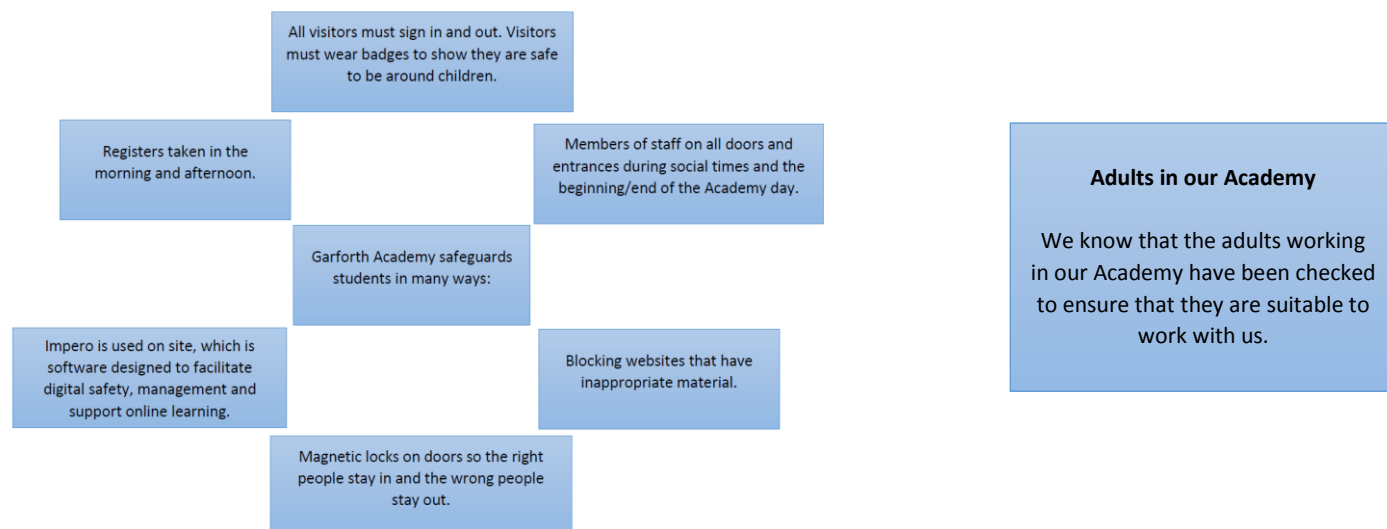 All visitors must sign in and out. Visitors
must wear badges to show they are safe
to be around children.
Registers taken in the
morning and afternoon.
Members of staff on all doors and
entrances during social times and the
beginning/end of the Academy day.
Garforth Academy safeguards
students in many ways:
Impero is used on site, which is
software designed to facilitate
digital safety, management and
support online learning.
Blocking websites that have
inappropriate material.
Magnetic locks on doors so the right
people stay in and the wrong people
stay out.
Adults in our Academy
We know that the adults working
in our Academy have been checked
to ensure that they are suitable to
work with us.